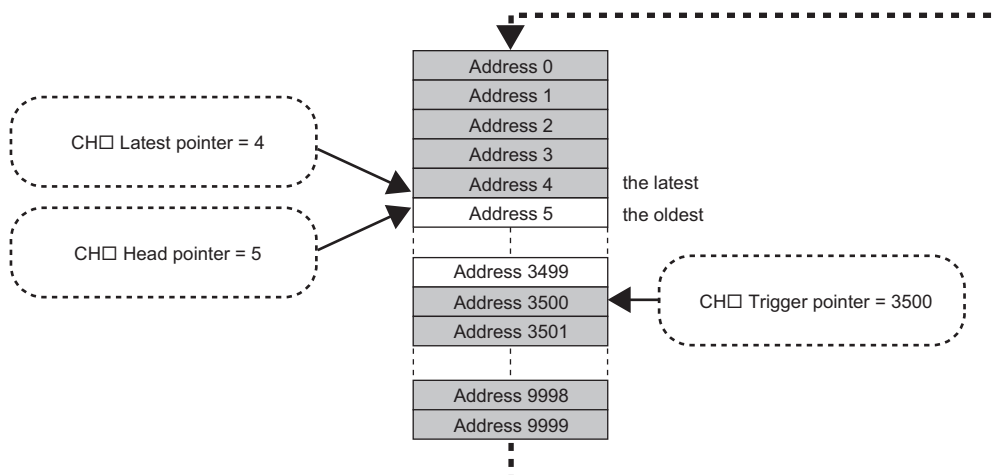 Address 0
Address 1
Address 2
Address 3
CH□ Latest pointer = 4
Address 4
the latest
Address 5
the oldest
CH□ Head pointer = 5
Address 3499
Address 3500
CH□ Trigger pointer = 3500
Address 3501
Address 9998
Address 9999